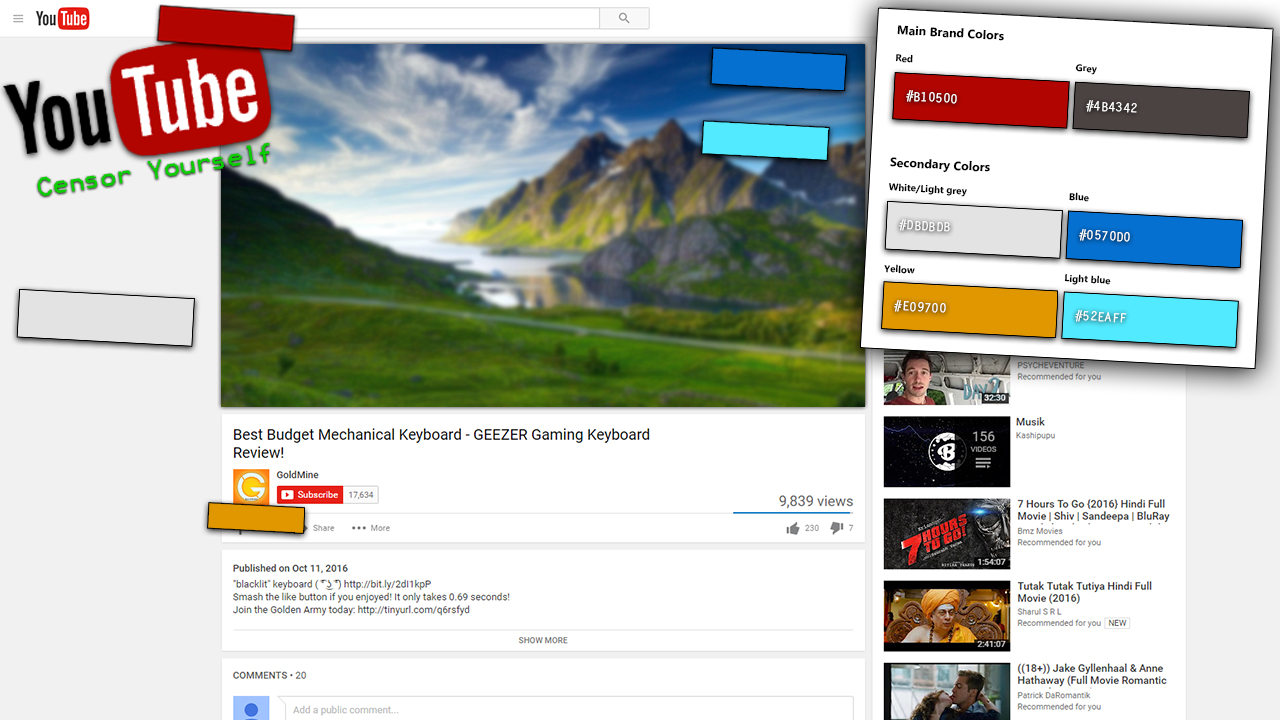 YouTube
YouTube
Censor Yourself
Main Brand Colors
Red
Grey
#B10500
#4B4342
Secondary Colors
White/Light grey
Blue
#DBDBDB
#0570D0
Yellow
Light blue
#E09700
#52EAFF
Best Budget Mechanical Keyboard - GEEZER Gaming Keyboard
Review!
GoldMine
Subscribe 17,634
9,839 views
Share
More
230
7
Published on Oct 11, 2016
"blacklit" keyboard ( ͡° ͜ʖ ͡°) http://bit.ly/2dI1kpP
Smash the like button if you enjoyed! It only takes 0.69 seconds!
Join the Golden Army today: http://tinyurl.com/q6rsfyd
SHOW MORE
COMMENTS • 20
Add a public comment...
PSYCHEVENTURE
Recommended for you
DAY 2
32:30
Musik
Kashipupu
156
VIDEOS
7 Hours To Go {2016} Hindi Full
Movie | Shiv | Sandeepa | BluRay
Bmz Movies
Recommended for you
7 HOURS
TO GO!
1:54:07
Tutak Tutak Tutiya Hindi Full
Movie (2016)
Sharul S R L
Recommended for you NEW
2:41:07
((18+)) Jake Gyllenhaal & Anne
Hathaway (Full Movie Romantic
Patrick DaRomantik
Recommended for you